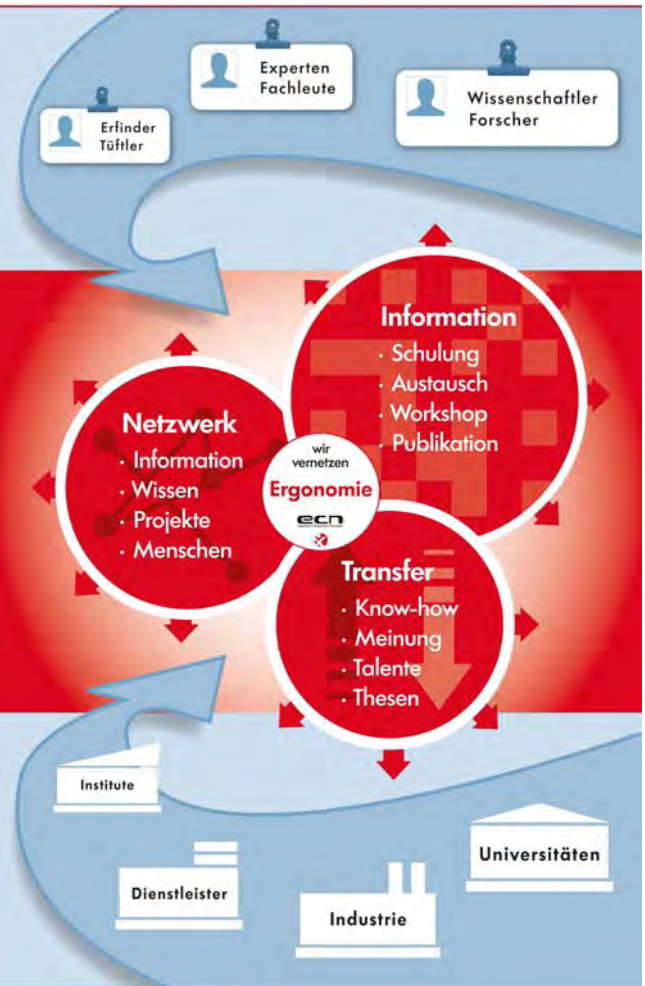 Experten
Fachleute
Wissenschaftler
Forscher
Erfinder
Tüftler
Information
· Schulung
· Austausch
· Workshop
· Publikation
Netzwerk
· Information
· Wissen
· Projekte
· Menschen
wir
vernetzen
Ergonomie
ecn
Transfer
· Know-how
· Meinung
· Talente
· Thesen
Institute
Universitäten
Dienstleister
Industrie